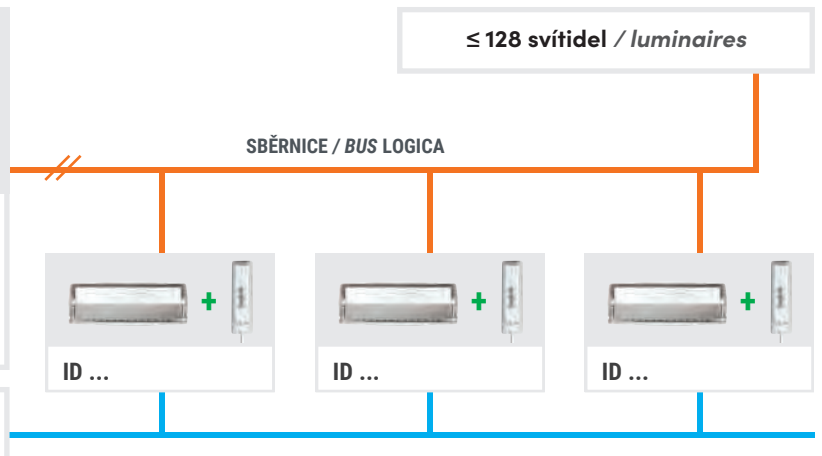 ≤ 128 svítidel / luminaires
SBĚRNICE / BUS LOGICA
ID ...
ID ...
ID ...